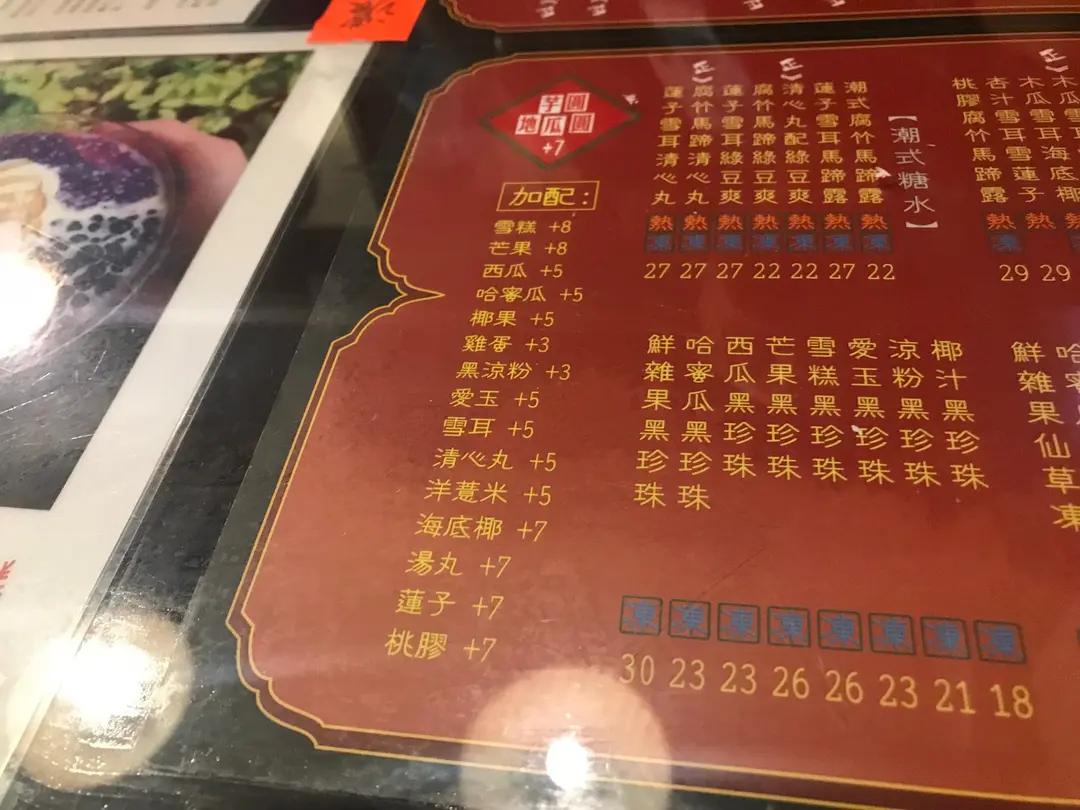 芋圓
地瓜圓
+7
加配：
雪糕 +8
芒果 +8
西瓜 +5
哈蜜瓜 +5
椰果 +5
雞蛋 +3
黑涼粉 +3
愛玉 +5
雪耳 +5
清心丸 +5
洋薏米 +5
海底椰 +7
湯丸 +7
蓮子 +7
桃膠 +7
木瓜雪耳海底椰
杏汁雪耳雪蓮子 熱 凍 29
桃膠腐竹馬蹄露 熱 凍 29
【潮式糖水】
潮式腐竹馬蹄露 熱 凍 22
蓮子雪耳馬蹄露 熱 凍 27
清心丸配綠豆爽 熱 凍 22
腐竹馬蹄綠豆爽 熱 凍 22
蓮子雪耳綠豆爽 熱 凍 27
腐竹馬蹄清心丸 熱 凍 27
蓮子雪耳清心丸 熱 凍 27
鮮雜果仙草凍
椰汁黑珍珠 凍 18
涼粉黑珍珠 凍 21
愛玉黑珍珠 凍 23
雪糕黑珍珠 凍 26
芒果黑珍珠 凍 26
西瓜黑珍珠 凍 23
哈蜜瓜黑珍珠 凍 23
鮮雜果黑珍珠 凍 30